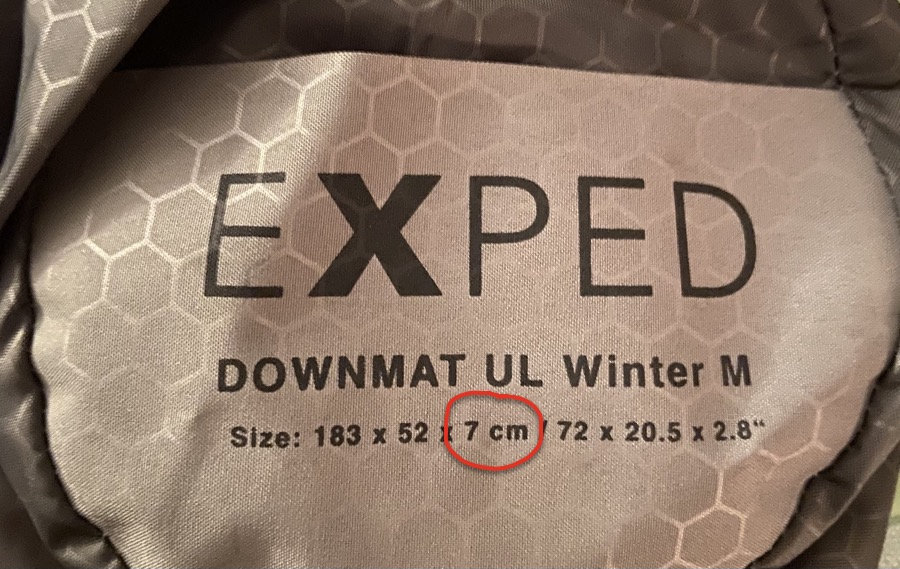 EXPED
DOWNMAT UL Winter M
Size: 183 x 52 x 7 cm / 72 x 20.5 x 2.8“